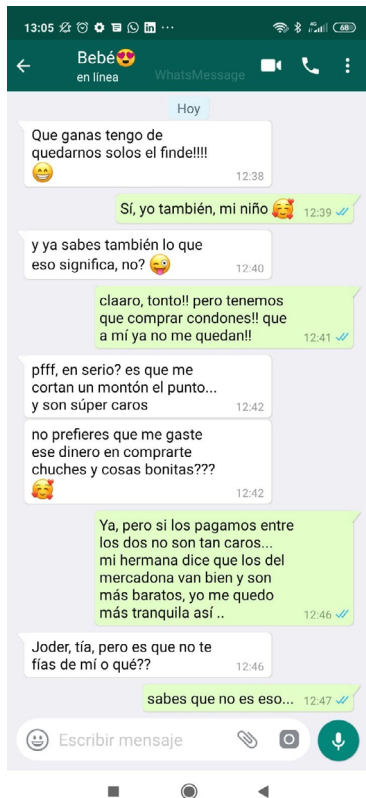 13:05
4G
68
Bebé😍
en línea
WhatsMessage
Hoy
Que ganas tengo de
quedarnos solos el finde!!!!
😁 12:38
Sí, yo también, mi niño 🥰 12:39
y ya sabes también lo que
eso significa, no? 😜 12:40
claaro, tonto!! pero tenemos
que comprar condones!! que
a mí ya no me quedan!! 12:41
pfff, en serio? es que me
cortan un montón el punto...
y son súper caros 12:42
no prefieres que me gaste
ese dinero en comprarte
chuches y cosas bonitas???
🥰 12:42
Ya, pero si los pagamos entre
los dos no son tan caros...
mi hermana dice que los del
mercadona van bien y son
más baratos, yo me quedo
más tranquila así .. 12:46
Joder, tía, pero es que no te
fías de mí o qué?? 12:46
sabes que no es eso... 12:47
Escribir mensaje